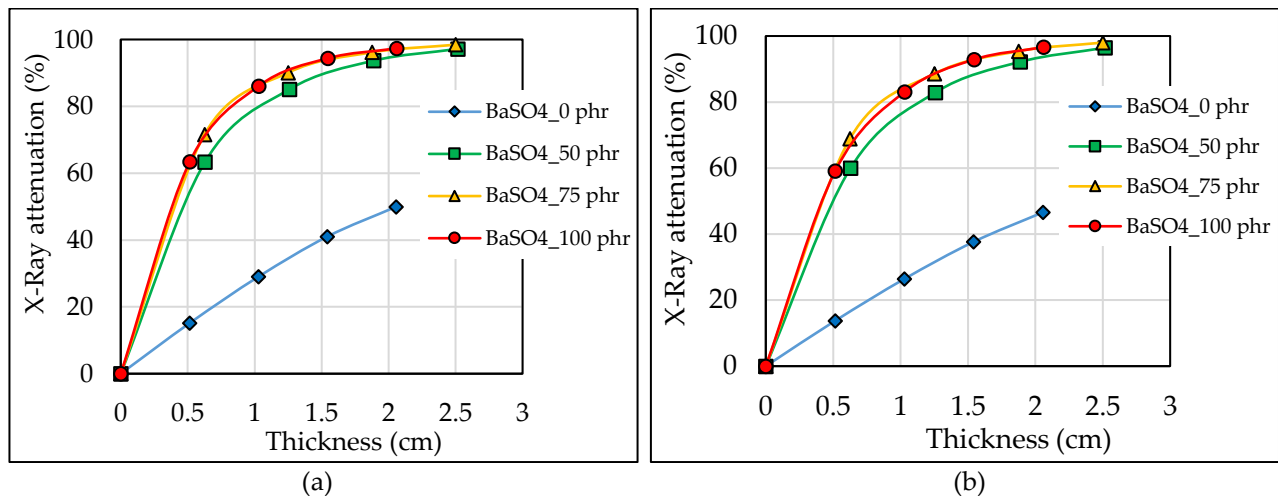 100
80
60
40
20
0
X-Ray attenuation (%)
BaSO4_0 phr
BaSO4_50 phr
BaSO4_75 phr
BaSO4_100 phr
0 0.5 1 1.5 2 2.5 3
Thickness (cm)
(a)
100
80
60
40
20
0
X-Ray attenuation (%)
BaSO4_0 phr
BaSO4_50 phr
BaSO4_75 phr
BaSO4_100 phr
0 0.5 1 1.5 2 2.5 3
Thickness (cm)
(b)